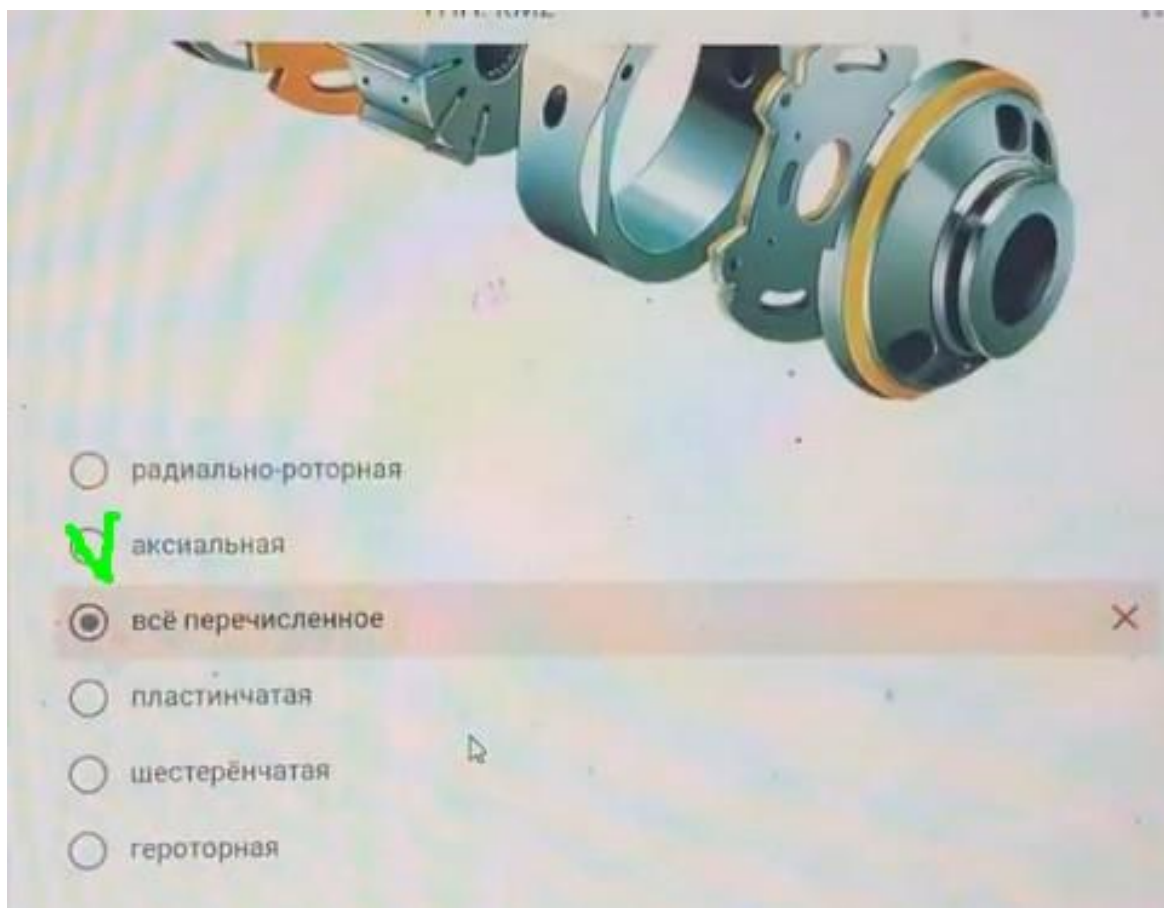 радиально-роторная
аксиальная
всё перечисленное
пластинчатая
шестерёнчатая
героторная